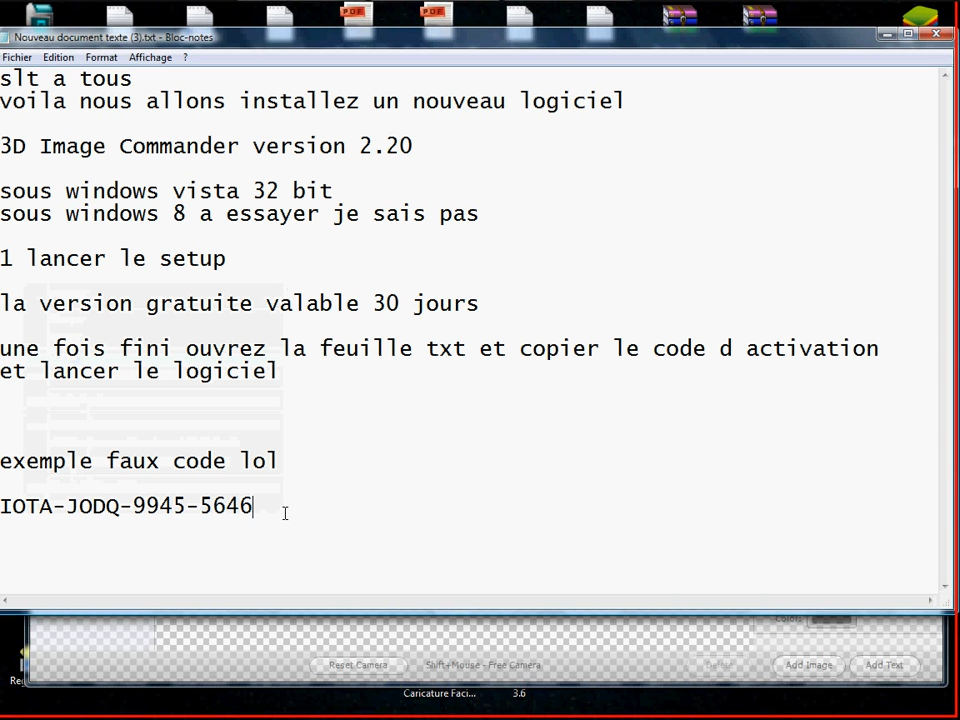 PDF
PDF
Nouveau document texte (3).txt - Bloc-notes
Fichier Edition Format Affichage ?
slt a tous
voila nous allons installez un nouveau logiciel
3D Image Commander version 2.20
sous windows vista 32 bit
sous windows 8 a essayer je sais pas
1 lancer le setup
la version gratuite valable 30 jours
une fois fini ouvrez la feuille txt et copier le code d activation
et lancer le logiciel
exemple faux code lol
IOTA-JODQ-9945-5646
Color:
Reset Camera Shift+Mouse - Free Camera Delete Add Image Add Text
Caricature Faci... 3.6